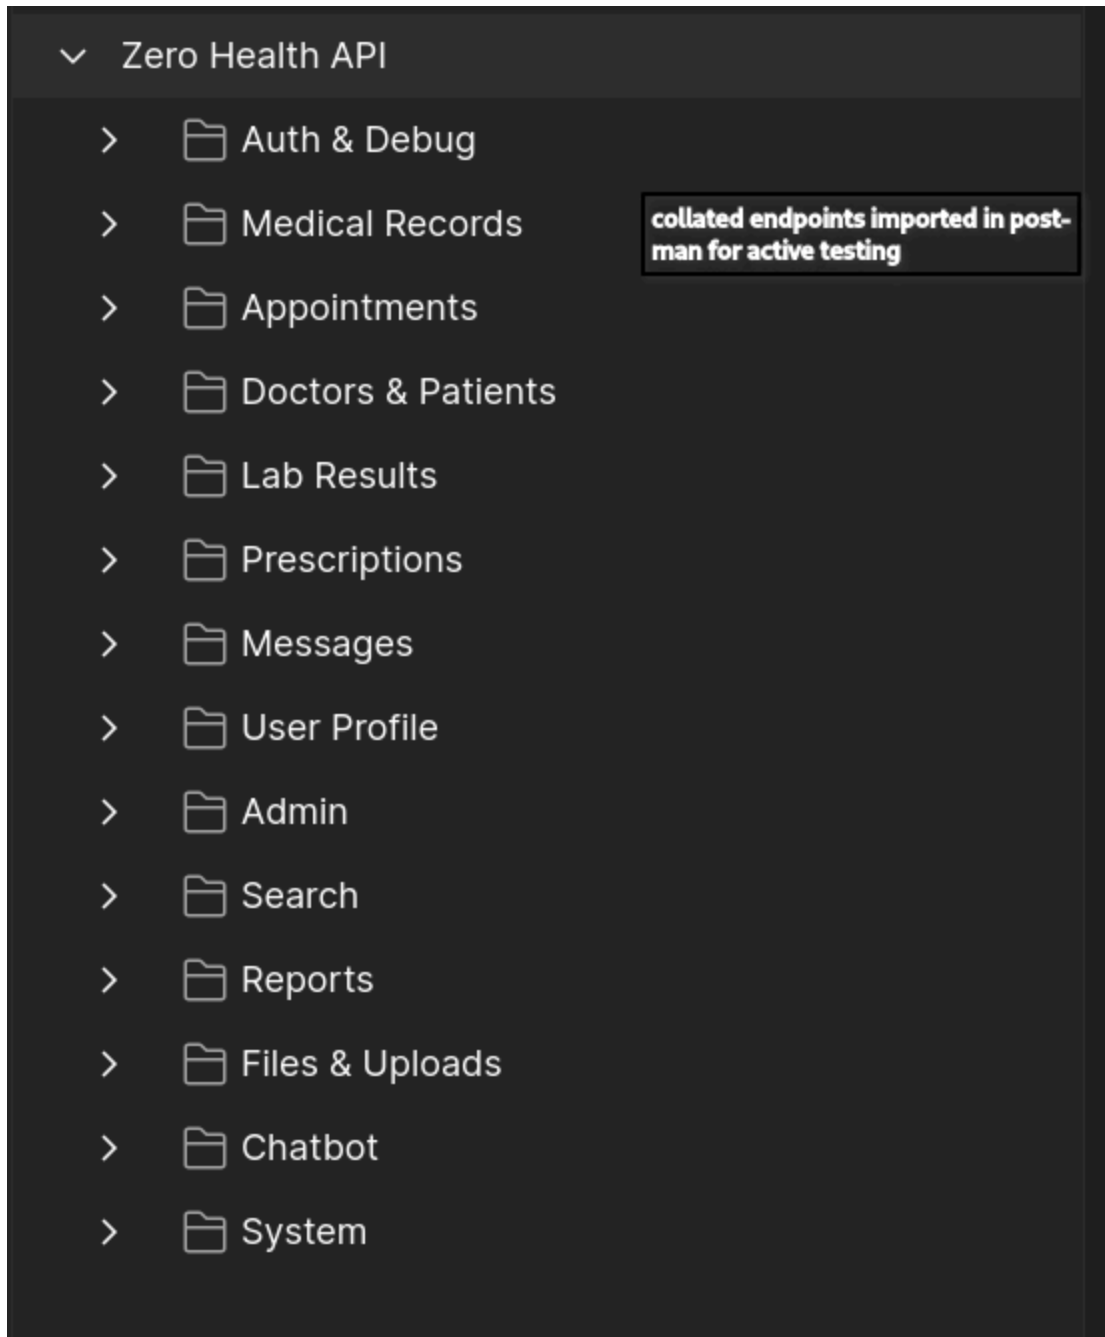 Zero Health API
Auth & Debug
Medical Records
collated endpoints imported in post-
man for active testing
Appointments
Doctors & Patients
Lab Results
Prescriptions
Messages
User Profile
Admin
Search
Reports
Files & Uploads
Chatbot
System